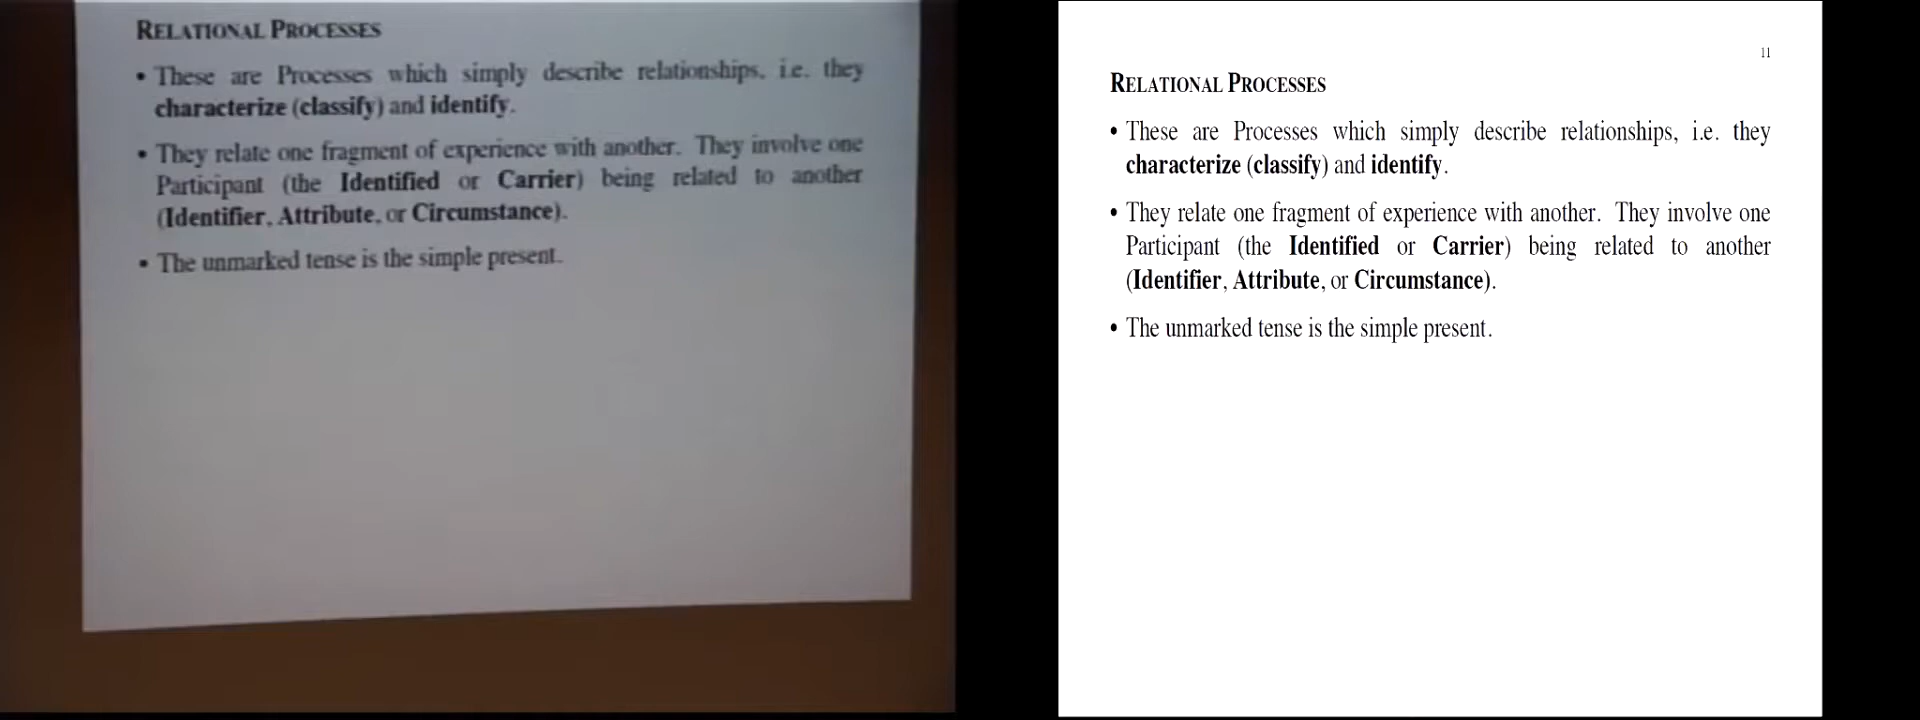 RELATIONAL PROCESSES
• These are Processes which simply describe relationships, i.e. they
characterize (classify) and identify.
• They relate one fragment of experience with another. They involve one
Participant (the Identified or Carrier) being related to another
(Identifier, Attribute, or Circumstance).
• The unmarked tense is the simple present.
11
RELATIONAL PROCESSES
• These are Processes which simply describe relationships, i.e. they
characterize (classify) and identify.
• They relate one fragment of experience with another. They involve one
Participant (the Identified or Carrier) being related to another
(Identifier, Attribute, or Circumstance).
• The unmarked tense is the simple present.